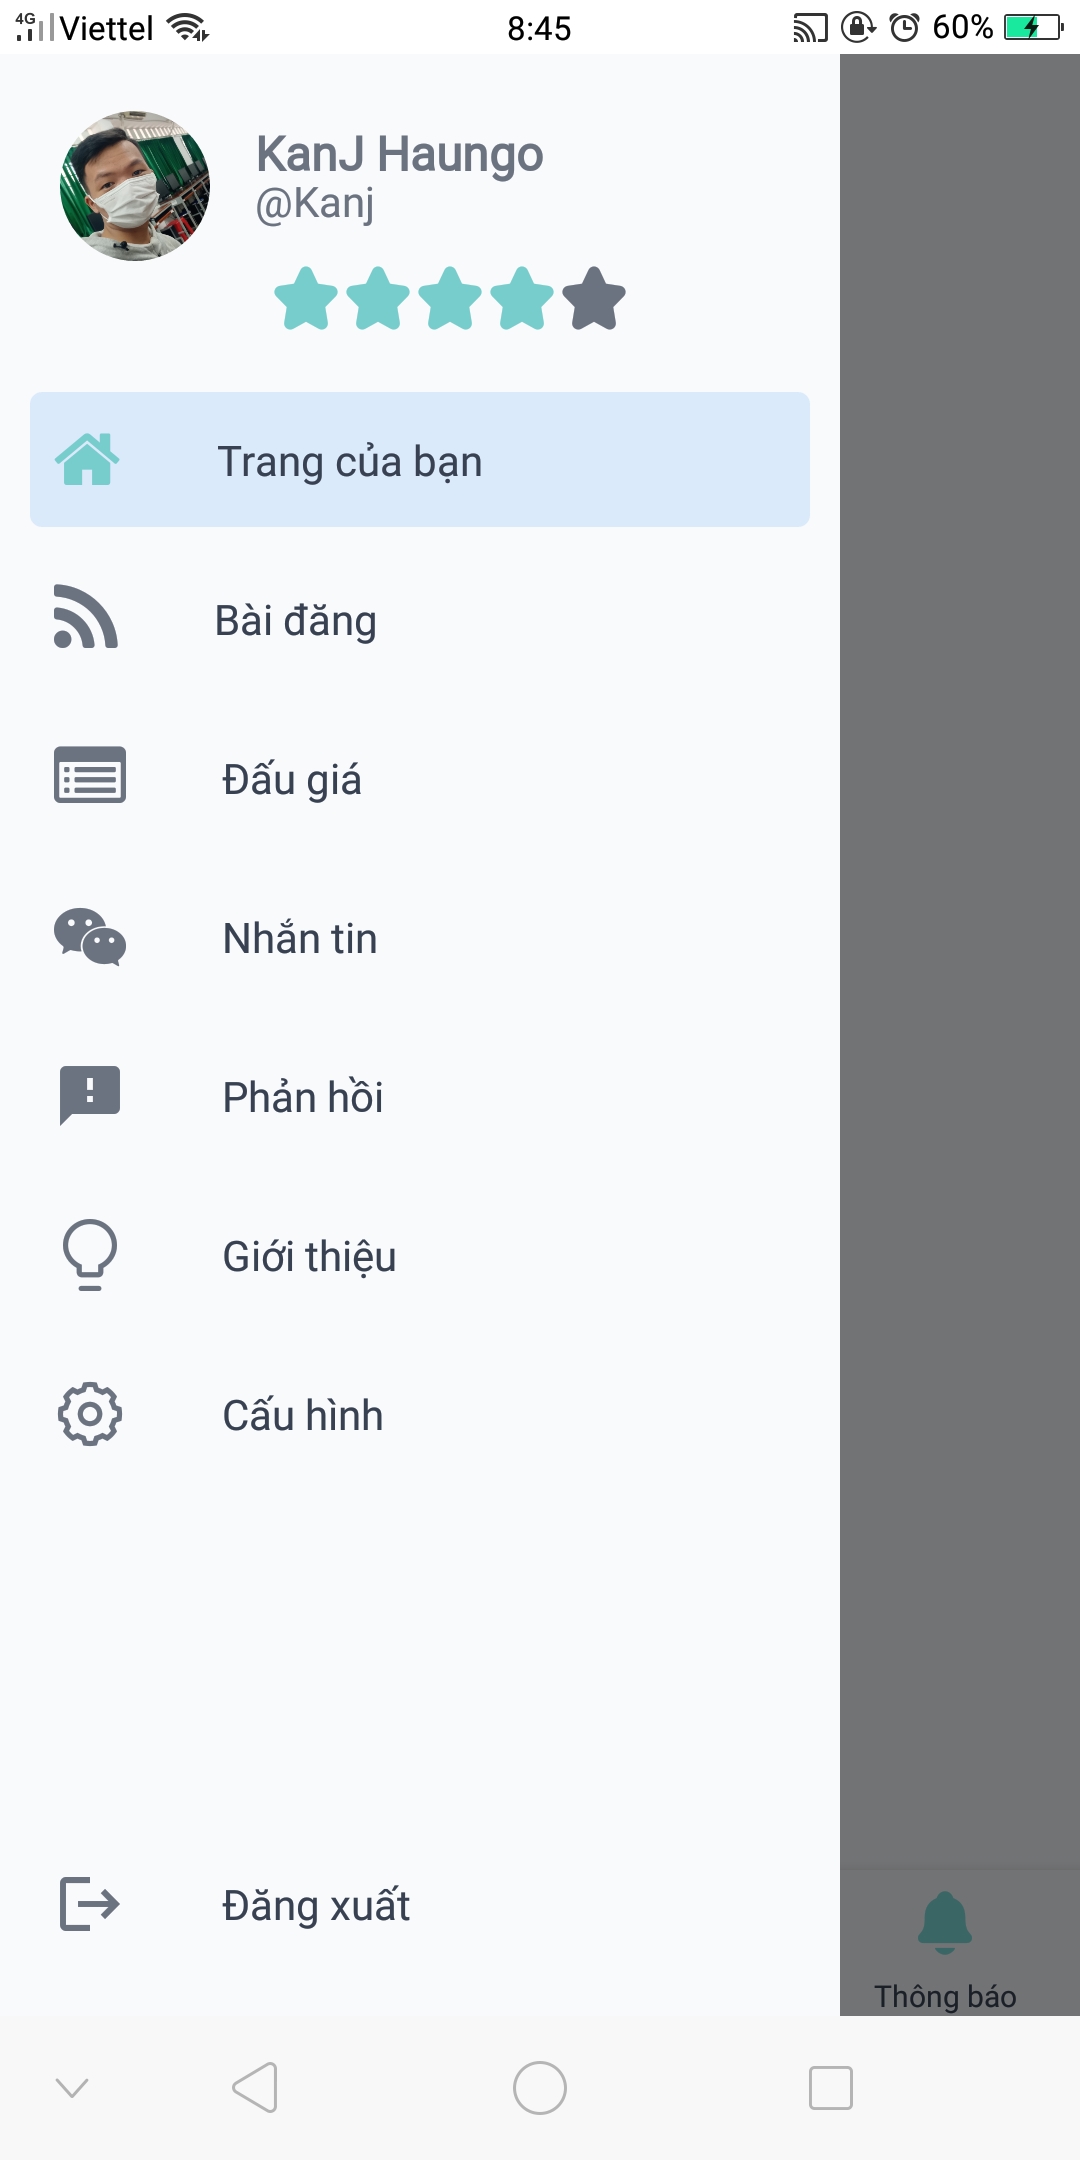 4G Viettel 8:45 60%
KanJ Haungo
@Kanj
Trang của bạn
Bài đăng
Đấu giá
Nhắn tin
Phản hồi
Giới thiệu
Cấu hình
Đăng xuất
Thông báo